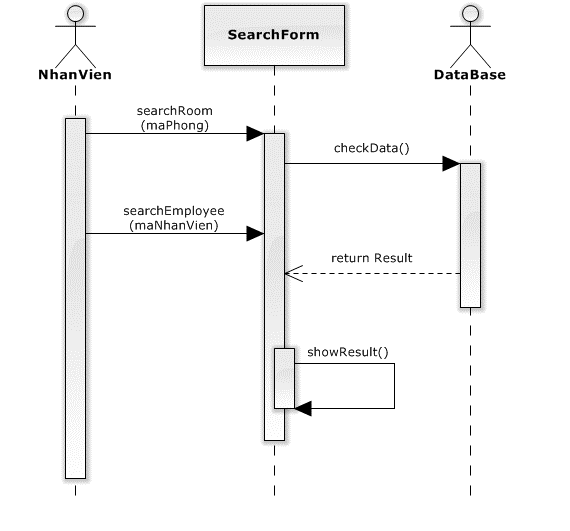 NhanVien
SearchForm
DataBase
searchRoom
(maPhong)
checkData()
searchEmployee
(maNhanVien)
return Result
showResult()